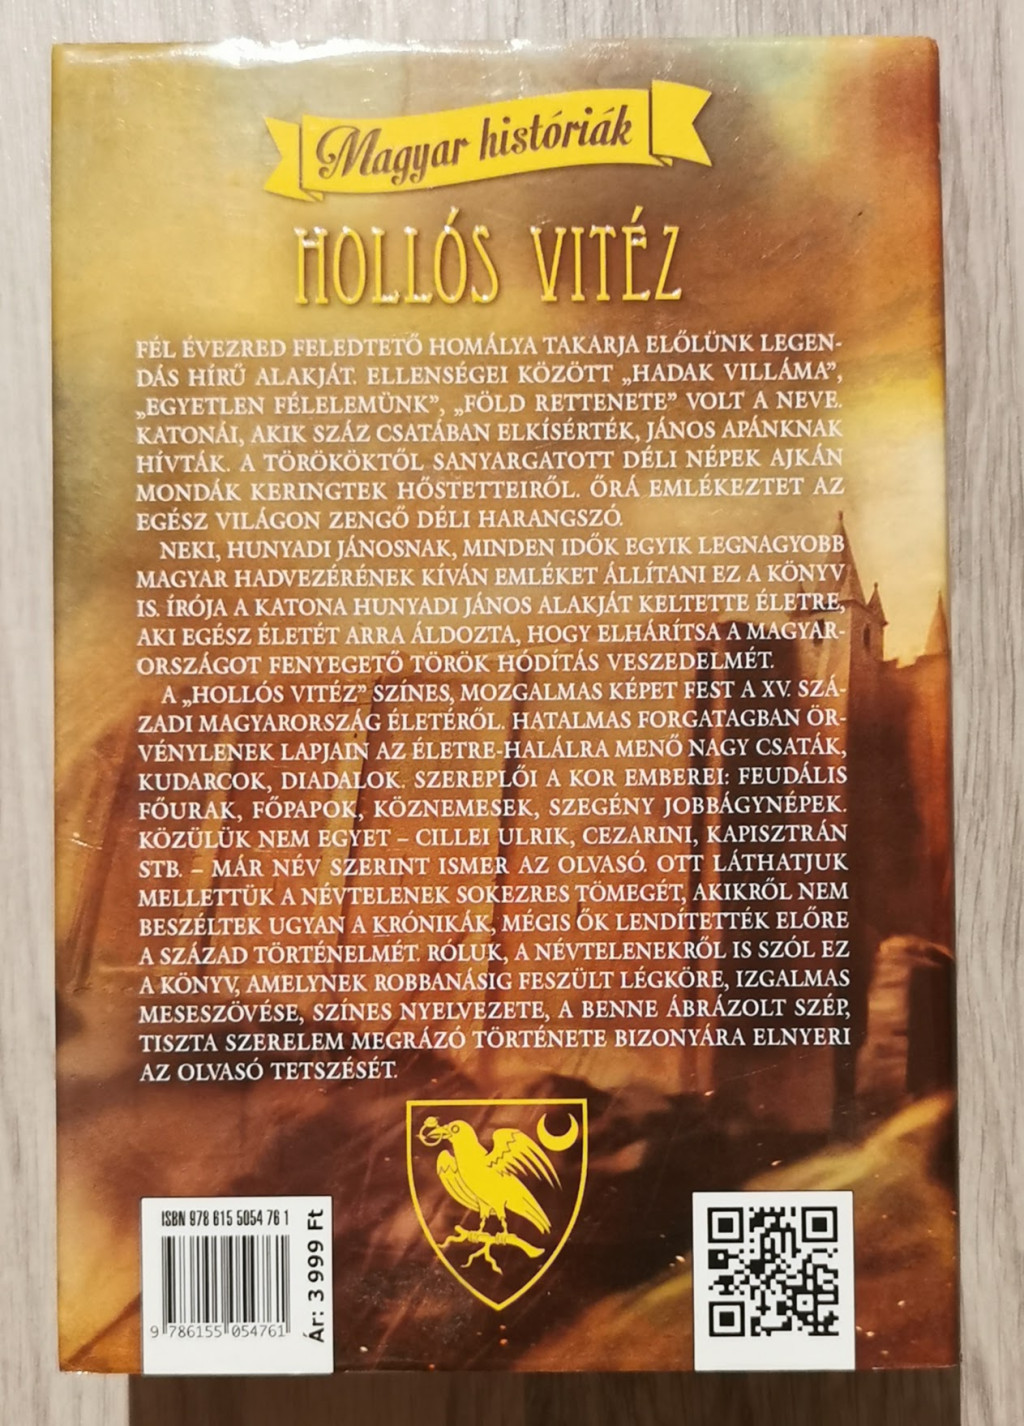 Magyar históriák
HOLLÓS VITÉZ
FÉL ÉVEZRED FELEDTETŐ HOMÁLYA TAKARJA ELŐLÜNK LEGEN-
DÁS HÍRŰ ALAKJÁT. ELLENSÉGEI KÖZÖTT „HADAK VILLÁMA”,
„EGYETLEN FÉLELEMÜNK”, „FÖLD RETTENETE” VOLT A NEVE.
KATONÁI, AKIK SZÁZ CSATÁBAN ELKÍSÉRTÉK, JÁNOS APÁNKNAK
HÍVTÁK. A TÖRÖKÖKTŐL SANYARGATOTT DÉLI NÉPEK AJKÁN
MONDÁK KERINGTEK HŐSTETTEIRŐL. ŐRÁ EMLÉKEZTET AZ
EGÉSZ VILÁGON ZENGŐ DÉLI HARANGSZÓ.
NEKI, HUNYADI JÁNOSNAK, MINDEN IDŐK EGYIK LEGNAGYOBB
MAGYAR HADVEZÉRÉNEK KÍVÁN EMLÉKET ÁLLÍTANI EZ A KÖNYV
IS. ÍRÓJA A KATONA HUNYADI JÁNOS ALAKJÁT KELTETTE ÉLETRE,
AKI EGÉSZ ÉLETÉT ARRA ÁLDOZTA, HOGY ELHÁRÍTSA A MAGYAR-
ORSZÁGOT FENYEGETŐ TÖRÖK HÓDÍTÁS VESZEDELMÉT.
A „HOLLÓS VITÉZ” SZÍNES, MOZGALMAS KÉPET FEST A XV. SZÁ-
ZADI MAGYARORSZÁG ÉLETÉRŐL. HATALMAS FORGATAGBAN ÖR-
VÉNYLENEK LAPJAIN AZ ÉLETRE-HALÁLRA MENŐ NAGY CSATÁK,
KUDARCOK, DIADALOK. SZEREPLŐI A KOR EMBEREI: FEUDÁLIS
FŐURAK, FŐPAPOK, KÖZNEMESEK, SZEGÉNY JOBBÁGYNÉPEK.
KÖZÜLÜK NEM EGYET – CILLEI ULRIK, CEZARINI, KAPISZTRÁN
STB. – MÁR NÉV SZERINT ISMER AZ OLVASÓ. OTT LÁTHATJUK
MELLETTÜK A NÉVTELENEK SOKEZRES TÖMEGÉT, AKIKRŐL NEM
BESZÉLTEK UGYAN A KRÓNIKÁK, MÉGIS ŐK LENDÍTETTÉK ELŐRE
A SZÁZAD TÖRTÉNELMÉT. RÓLUK, A NÉVTELENEKRŐL IS SZÓL EZ
A KÖNYV, AMELYNEK ROBBANÁSIG FESZÜLT LÉGKÖRE, IZGALMAS
MESESZÖVÉSE, SZÍNES NYELVEZETE, A BENNE ÁBRÁZOLT SZÉP,
TISZTA SZERELEM MEGRÁZÓ TÖRTÉNETE BIZONYÁRA ELNYERI
AZ OLVASÓ TETSZÉSÉT.
ISBN 978 615 5054 76 1
9 786155 054761
Ár: 3 999 Ft